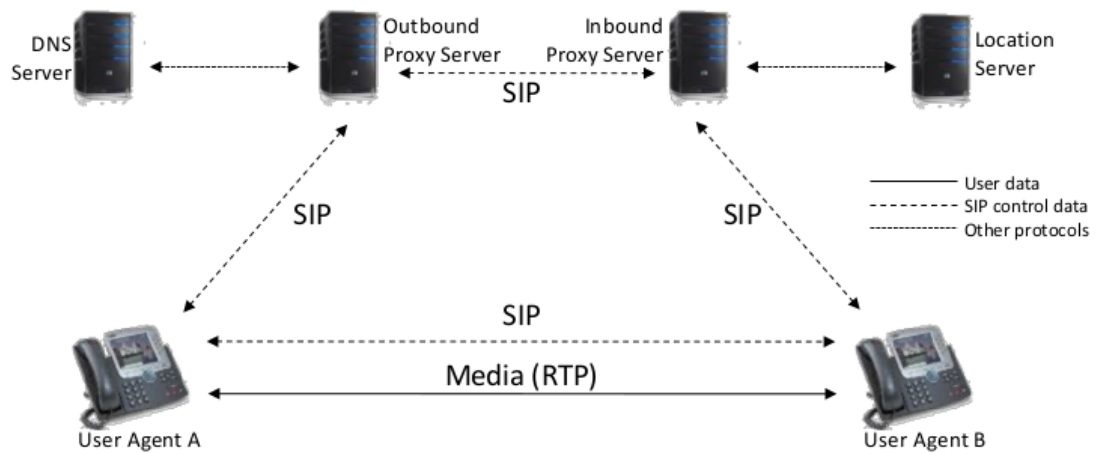 DNS
Server
Outbound
Proxy Server
Inbound
Proxy Server
Location
Server
SIP
SIP
SIP
User data
SIP control data
Other protocols
SIP
Media (RTP)
User Agent A
User Agent B